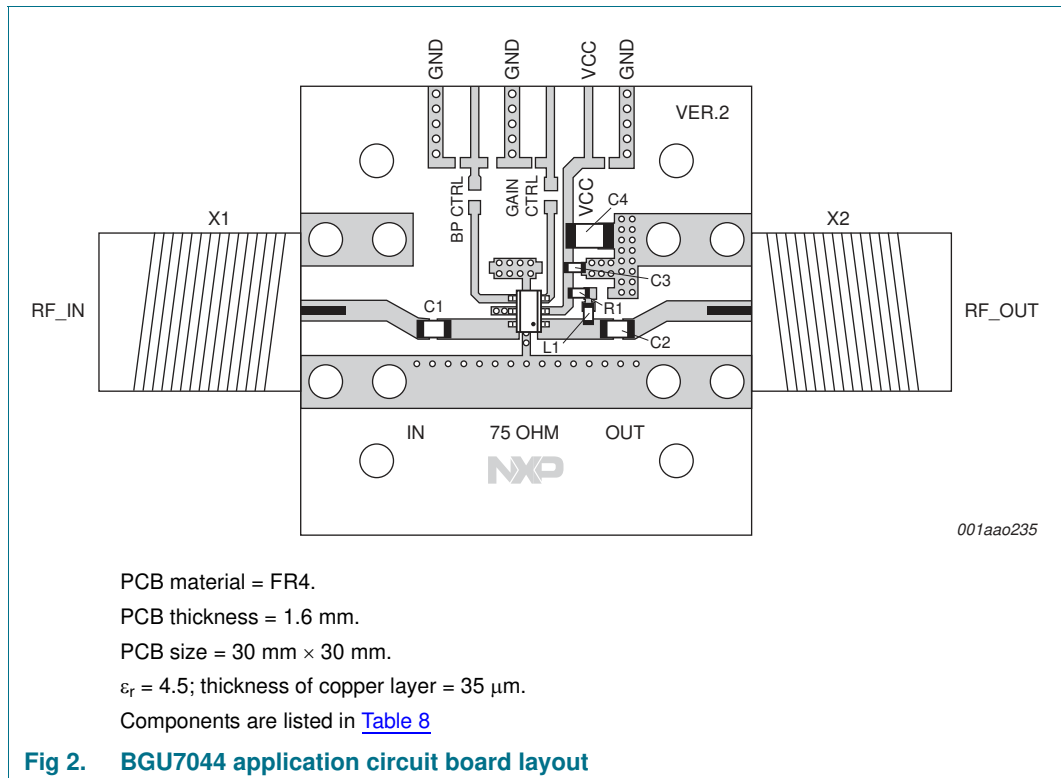 GND
GND
VCC
GND
VER.2
BP CTRL
GAIN
CTRL
VCC
C4
X1
X2
C3
RF_IN
C1
R1
RF_OUT
L1
C2
IN
75 OHM
OUT
NXP
001aao235
PCB material = FR4.
PCB thickness = 1.6 mm.
PCB size = 30 mm × 30 mm.
εr = 4.5; thickness of copper layer = 35 μm.
Components are listed in Table 8
Fig 2. BGU7044 application circuit board layout